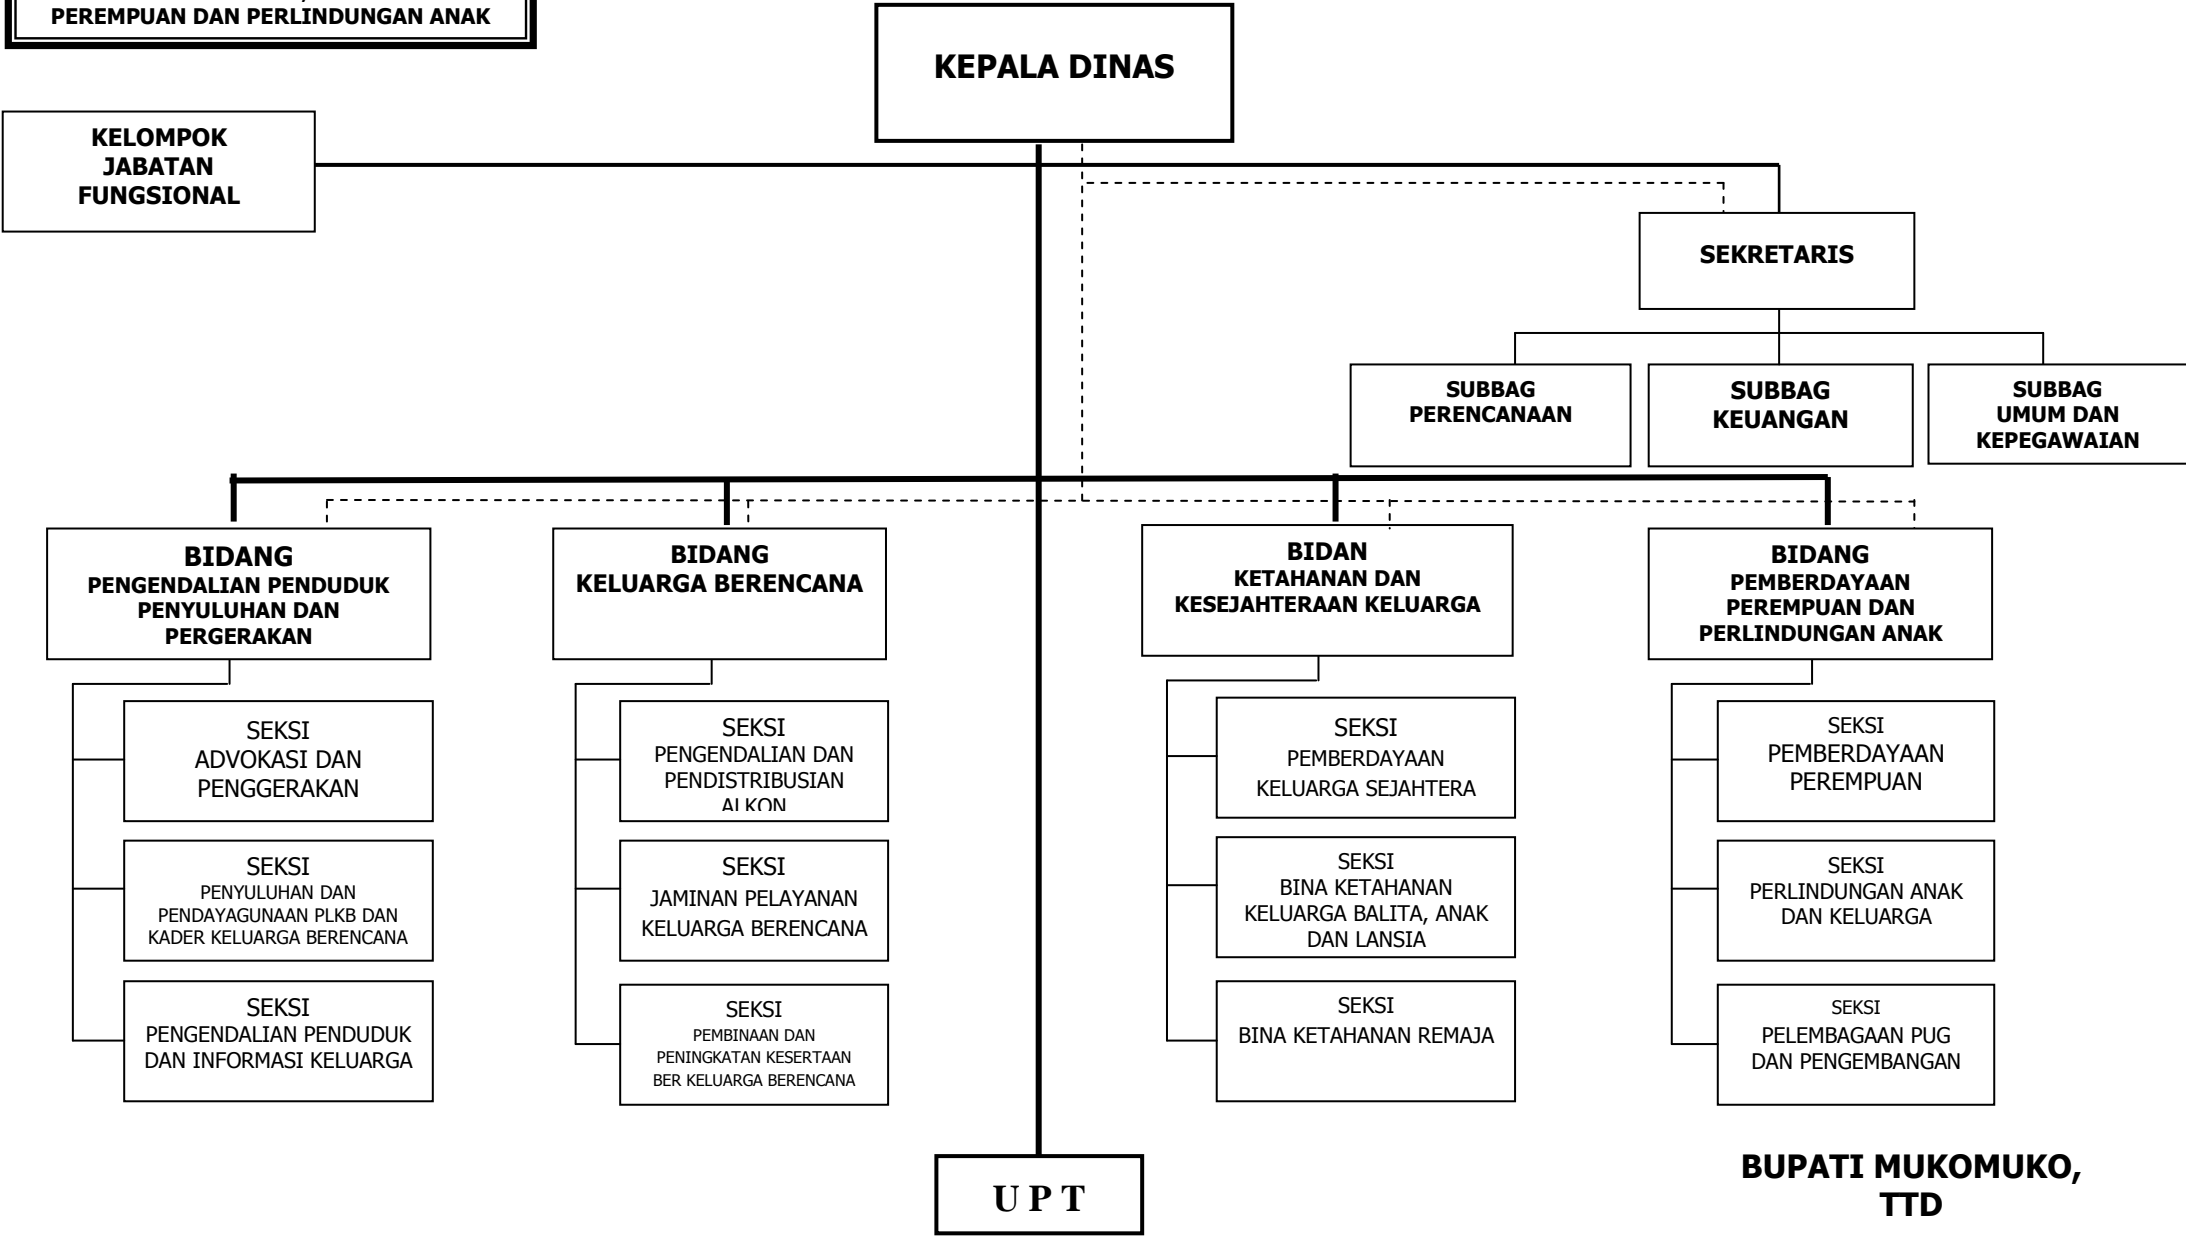 PEREMPUAN DAN PERLINDUNGAN ANAK
KEPALA DINAS
KELOMPOK
JABATAN
FUNGSIONAL
SEKRETARIS
SUBBAG
PERENCANAAN
SUBBAG
KEUANGAN
SUBBAG
UMUM DAN
KEPEGAWAIAN
BIDANG
PENGENDALIAN PENDUDUK
PENYULUHAN DAN
PERGERAKAN
BIDANG
KELUARGA BERENCANA
BIDAN
KETAHANAN DAN
KESEJAHTERAAN KELUARGA
BIDANG
PEMBERDAYAAN
PEREMPUAN DAN
PERLINDUNGAN ANAK
SEKSI
ADVOKASI DAN
PENGGERAKAN
SEKSI
PENYULUHAN DAN
PENDAYAGUNAAN PLKB DAN
KADER KELUARGA BERENCANA
SEKSI
PENGENDALIAN PENDUDUK
DAN INFORMASI KELUARGA
SEKSI
PENGENDALIAN DAN
PENDISTRIBUSIAN
ALKON
SEKSI
JAMINAN PELAYANAN
KELUARGA BERENCANA
SEKSI
PEMBINAAN DAN
PENINGKATAN KESERTAAN
BER KELUARGA BERENCANA
SEKSI
PEMBERDAYAAN
KELUARGA SEJAHTERA
SEKSI
BINA KETAHANAN
KELUARGA BALITA, ANAK
DAN LANSIA
SEKSI
BINA KETAHANAN REMAJA
SEKSI
PEMBERDAYAAN
PEREMPUAN
SEKSI
PERLINDUNGAN ANAK
DAN KELUARGA
SEKSI
PELEMBAGAAN PUG
DAN PENGEMBANGAN
U P T
BUPATI MUKOMUKO,
TTD